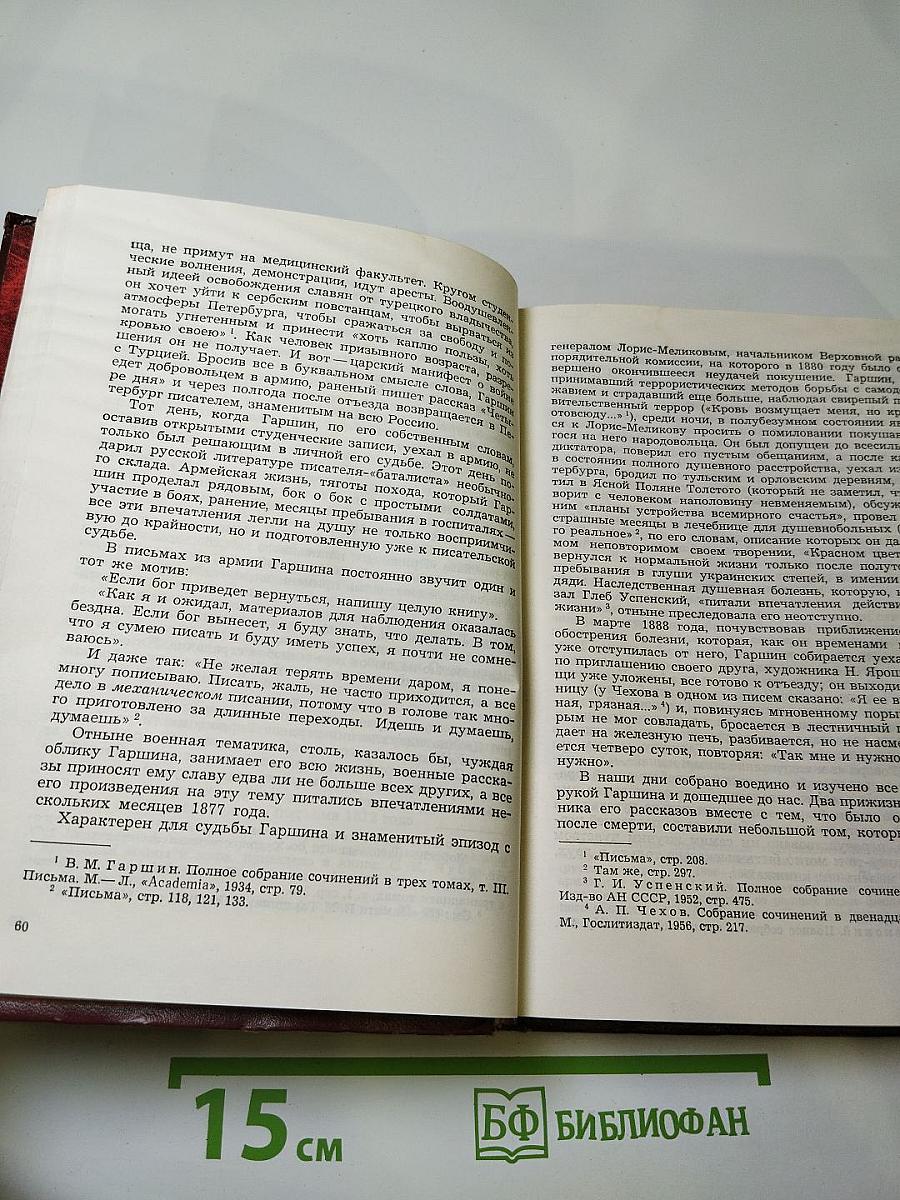 ща, не примут на медицинский факультет. Кругом студен-
ческие волнения, демонстрации, идут аресты. Воодушевлен-
ный идеей освобождения славян от турецкого владычества,
он хочет уйти к сербским повстанцам, чтобы вырваться из
атмосферы Петербурга, чтобы сражаться за свободу и по-
могать угнетенным и принести «хоть каплю пользы, хоть
кровью своею» ¹. Как человек призывного возраста, разре-
шения он не получает. И вот — царский манифест о войне
с Турцией. Бросив все в буквальном смысле слова, Гаршин
едет добровольцем в армию, раненый пишет рассказ «Четы-
ре дня» и через полгода после отъезда возвращается в Пе-
тербург писателем, знаменитым на всю Россию.
Тот день, когда Гаршин, по его собственным словам,
оставив открытыми студенческие записи, уехал в армию, не
только был решающим в личной его судьбе. Этот день по-
дарил русской литературе писателя-«баталиста» необычно-
го склада. Армейская жизнь, тяготы похода, который Гар-
шин проделал рядовым, бок о бок с простыми солдатами,
участие в боях, ранение, месяцы пребывания в госпиталях —
все эти впечатления легли на душу не только восприимчи-
вую до крайности, но и подготовленную уже к писательской
судьбе.
В письмах из армии Гаршина постоянно звучит один и
тот же мотив:
«Если бог приведет вернуться, напишу целую книгу».
«Как я и ожидал, материалов для наблюдения оказалась
бездна. Если бог вынесет, я буду знать, что делать. В том,
что я сумею писать и буду иметь успех, я почти не сомне-
ваюсь».
И даже так: «Не желая терять времени даром, я поне-
многу пописываю. Писать, жаль, не часто приходится, а все
дело в механическом писании, потому что в голове так мно-
го приготовлено за длинные переходы. Идешь и думаешь,
думаешь» ².
Отныне военная тематика, столь, казалось бы, чуждая
облику Гаршина, занимает его всю жизнь, военные расска-
зы приносят ему славу едва ли не больше всех других, а все
его произведения на эту тему питались впечатлениями не-
скольких месяцев 1877 года.
Характерен для судьбы Гаршина и знаменитый эпизод с
¹ В. М. Гаршин. Полное собрание сочинений в трех томах, т. III.
Письма. М.— Л., «Academia», 1934, стр. 79.
² «Письма», стр. 118, 121, 133.
60
генералом Лорис-Меликовым, начальником Верховной ра
порядительной комиссии, на которого в 1880 году было с
вершено окончившееся неудачей покушение. Гаршин,
принимавший террористических методов борьбы с самод
жавием и страдавший еще больше, наблюдая свирепый п
вительственный террор («Кровь возмущает меня, но кр
отовсюду...» ¹), среди ночи, в полубезумном состоянии яв
ся к Лорис-Меликову просить о помиловании покушав
гося на него народовольца. Он был допущен до всесиль
диктатора, поверил его пустым обещаниям, а после ка
в состоянии полного душевного расстройства, уехал из
тербурга, бродил по тульским и орловским деревням,
тил в Ясной Поляне Толстого (который не заметил, чт
ворит с человеком наполовину невменяемым), обсуж
ним «планы устройства всемирного счастья», провел
страшные месяцы в лечебнице для душевнобольных (
го реальное» ², по его словам, описание которых он да
мом неповторимом своем творении, «Красном цвет
вернулся к нормальной жизни только после полуто
пребывания в глуши украинских степей, в имении
дяди. Наследственная душевная болезнь, которую, к
зал Глеб Успенский, «питали впечатления действи
жизни» ³, отныне преследовала его неотступно.
В марте 1888 года, почувствовав приближение
обострения болезни, которая, как он временами
уже отступилась от него, Гаршин собирается уеха
по приглашению своего друга, художника Н. Ярош
щи уже уложены, все готово к отъезду; он выходи
ницу (у Чехова в одном из писем сказано: «Я ее в
ная, грязная...» ⁴) и, повинуясь мгновенному поры
рым не мог совладать, бросается в лестничный п
дает на железную печь, разбивается, но не насме
ется четверо суток, повторяя: «Так мне и нужно
нужно».
В наши дни собрано воедино и изучено все
рукой Гаршина и дошедшее до нас. Два прижизн
ника его рассказов вместе с тем, что было о
после смерти, составили небольшой том, котор
¹ «Письма», стр. 208.
² Там же, стр. 297.
³ Г. И. Успенский. Полное собрание сочине
Изд-во АН СССР, 1952, стр. 475.
⁴ А. П. Чехов. Собрание сочинений в двенадца
М., Гослитиздат, 1956, стр. 217.
15 см
БФ БИБЛИОФАН